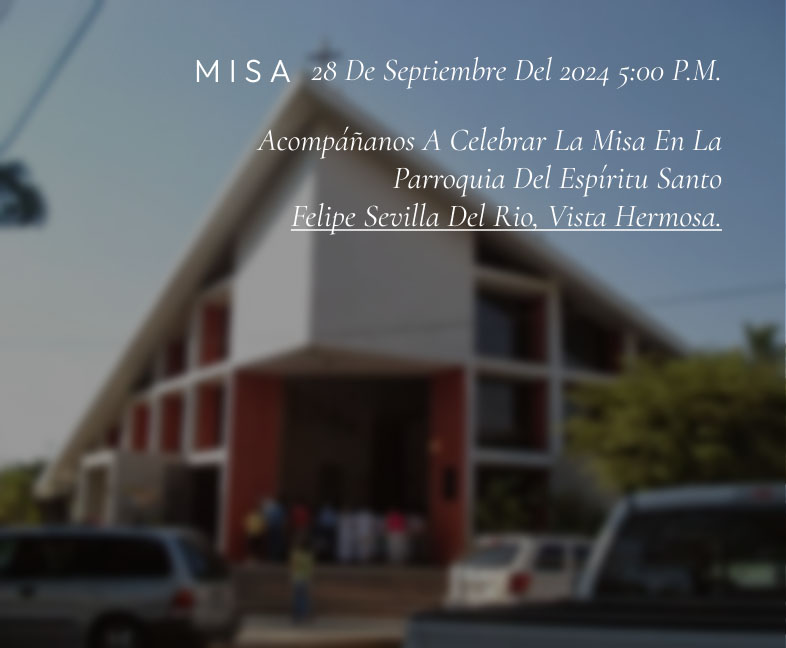 MISA 28 De Septiembre Del 2024 5:00 P.M.
Acompáñanos A Celebrar La Misa En La
Parroquia Del Espíritu Santo
Felipe Sevilla Del Rio, Vista Hermosa.